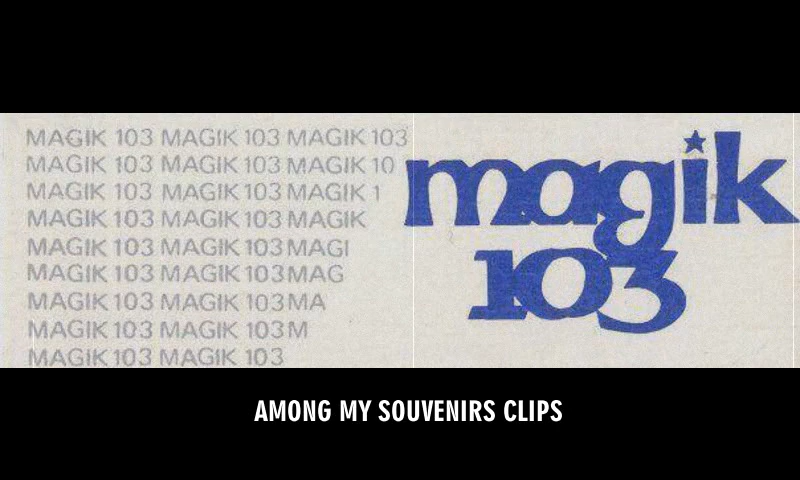 MAGIK 103 MAGIK 103 MAGIK 103
MAGIK 103 MAGIK 103 MAGIK 10
MAGIK 103 MAGIK 103 MAGIK 1
MAGIK 103 MAGIK 103 MAGIK
MAGIK 103 MAGIK 103 MAGI
MAGIK 103 MAGIK 103 MAG
MAGIK 103 MAGIK 103 MA
MAGIK 103 MAGIK 103 M
MAGIK 103 MAGIK 103
magik
103
AMONG MY SOUVENIRS CLIPS